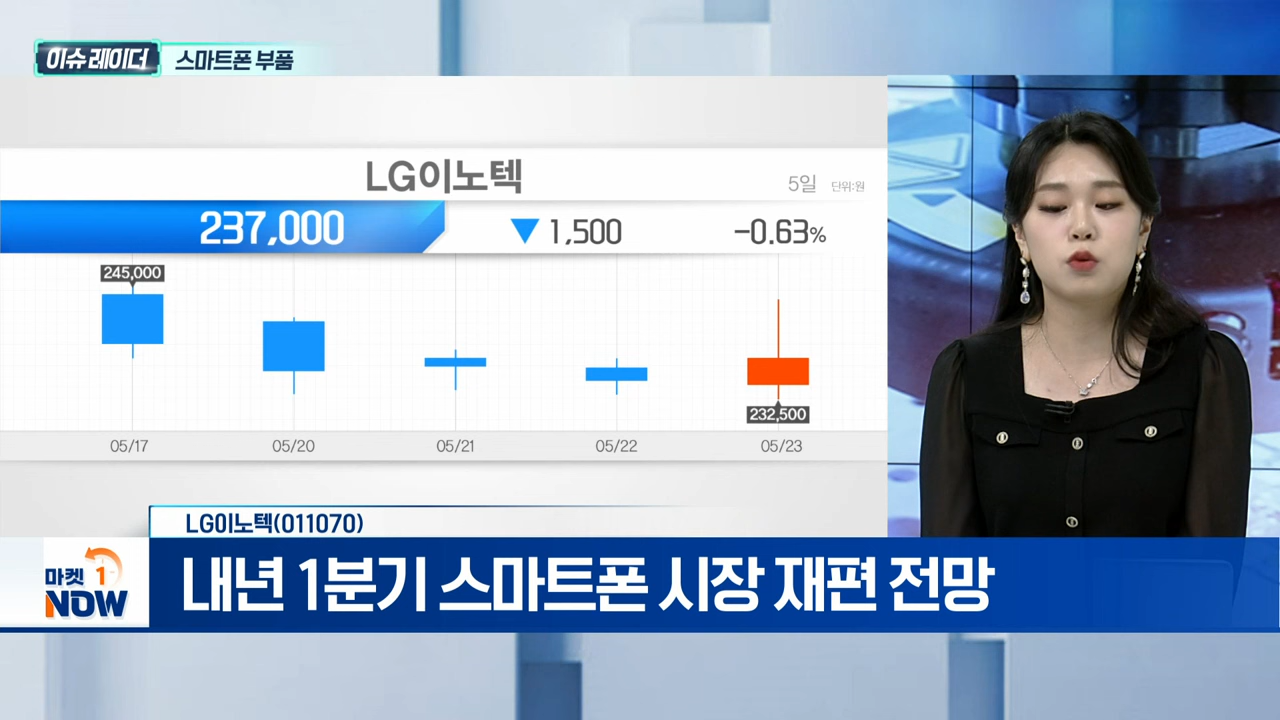 이슈 레이더
스마트폰 부품
LG이노텍
5일 단위:원
237,000 ▼ 1,500 -0.63%
245,000
232,500
05/17 05/20 05/21 05/22 05/23
LG이노텍(011070)
마켓 1
NOW
내년 1분기 스마트폰 시장 재편 전망